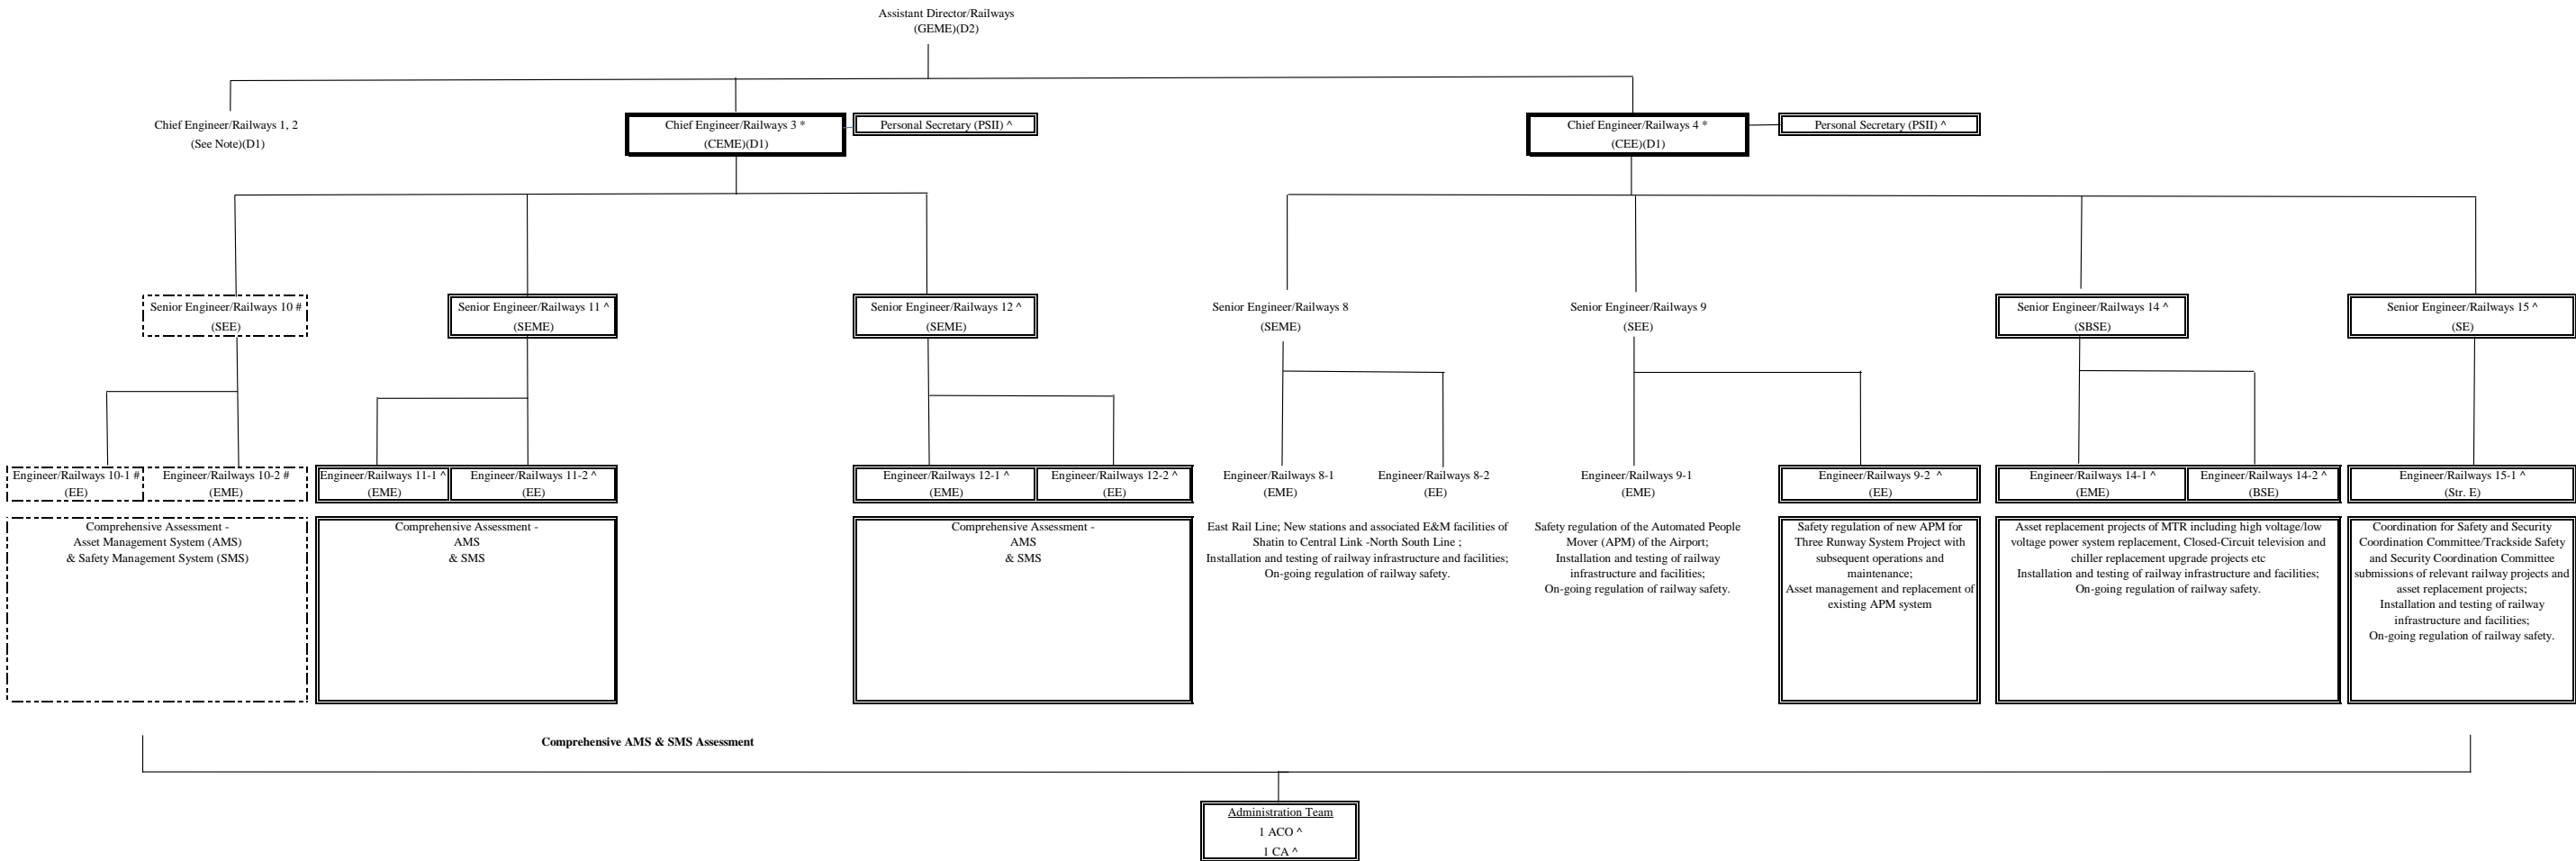 Assistant Director/Railways
(GEME)(D2)
Chief Engineer/Railways 1, 2
(See Note)(D1)
Chief Engineer/Railways 3 *
(CEME)(D1)
Personal Secretary (PSII) ^
Chief Engineer/Railways 4 *
(CEE)(D1)
Personal Secretary (PSII) ^
Senior Engineer/Railways 10 #
(SEE)
Senior Engineer/Railways 11 ^
(SEME)
Senior Engineer/Railways 12 ^
(SEME)
Senior Engineer/Railways 8
(SEME)
Senior Engineer/Railways 9
(SEE)
Senior Engineer/Railways 14 ^
(SBSE)
Senior Engineer/Railways 15 ^
(SE)
Engineer/Railways 10-1 #
(EE)
Engineer/Railways 10-2 #
(EME)
Engineer/Railways 11-1 ^
(EME)
Engineer/Railways 11-2 ^
(EE)
Engineer/Railways 12-1 ^
(EME)
Engineer/Railways 12-2 ^
(EE)
Engineer/Railways 8-1
(EME)
Engineer/Railways 8-2
(EE)
Engineer/Railways 9-1
(EME)
Engineer/Railways 9-2 ^
(EE)
Engineer/Railways 14-1 ^
(EME)
Engineer/Railways 14-2 ^
(BSE)
Engineer/Railways 15-1 ^
(Str. E)
Comprehensive Assessment -
Asset Management System (AMS)
& Safety Management System (SMS)
Comprehensive Assessment -
AMS
& SMS
Comprehensive Assessment -
AMS
& SMS
East Rail Line; New stations and associated E&M facilities of
Shatin to Central Link -North South Line ;
Installation and testing of railway infrastructure and facilities;
On-going regulation of railway safety.
Safety regulation of the Automated People
Mover (APM) of the Airport;
Installation and testing of railway
infrastructure and facilities;
On-going regulation of railway safety.
Safety regulation of new APM for
Three Runway System Project with
subsequent operations and
maintenance;
Asset management and replacement of
existing APM system
Asset replacement projects of MTR including high voltage/low
voltage power system replacement, Closed-Circuit television and
chiller replacement upgrade projects etc
Installation and testing of railway infrastructure and facilities;
On-going regulation of railway safety.
Coordination for Safety and Security
Coordination Committee/Trackside Safety
and Security Coordination Committee
submissions of relevant railway projects and
asset replacement projects;
Installation and testing of railway
infrastructure and facilities;
On-going regulation of railway safety.
Comprehensive AMS & SMS Assessment
Administration Team
1 ACO ^
1 CA ^